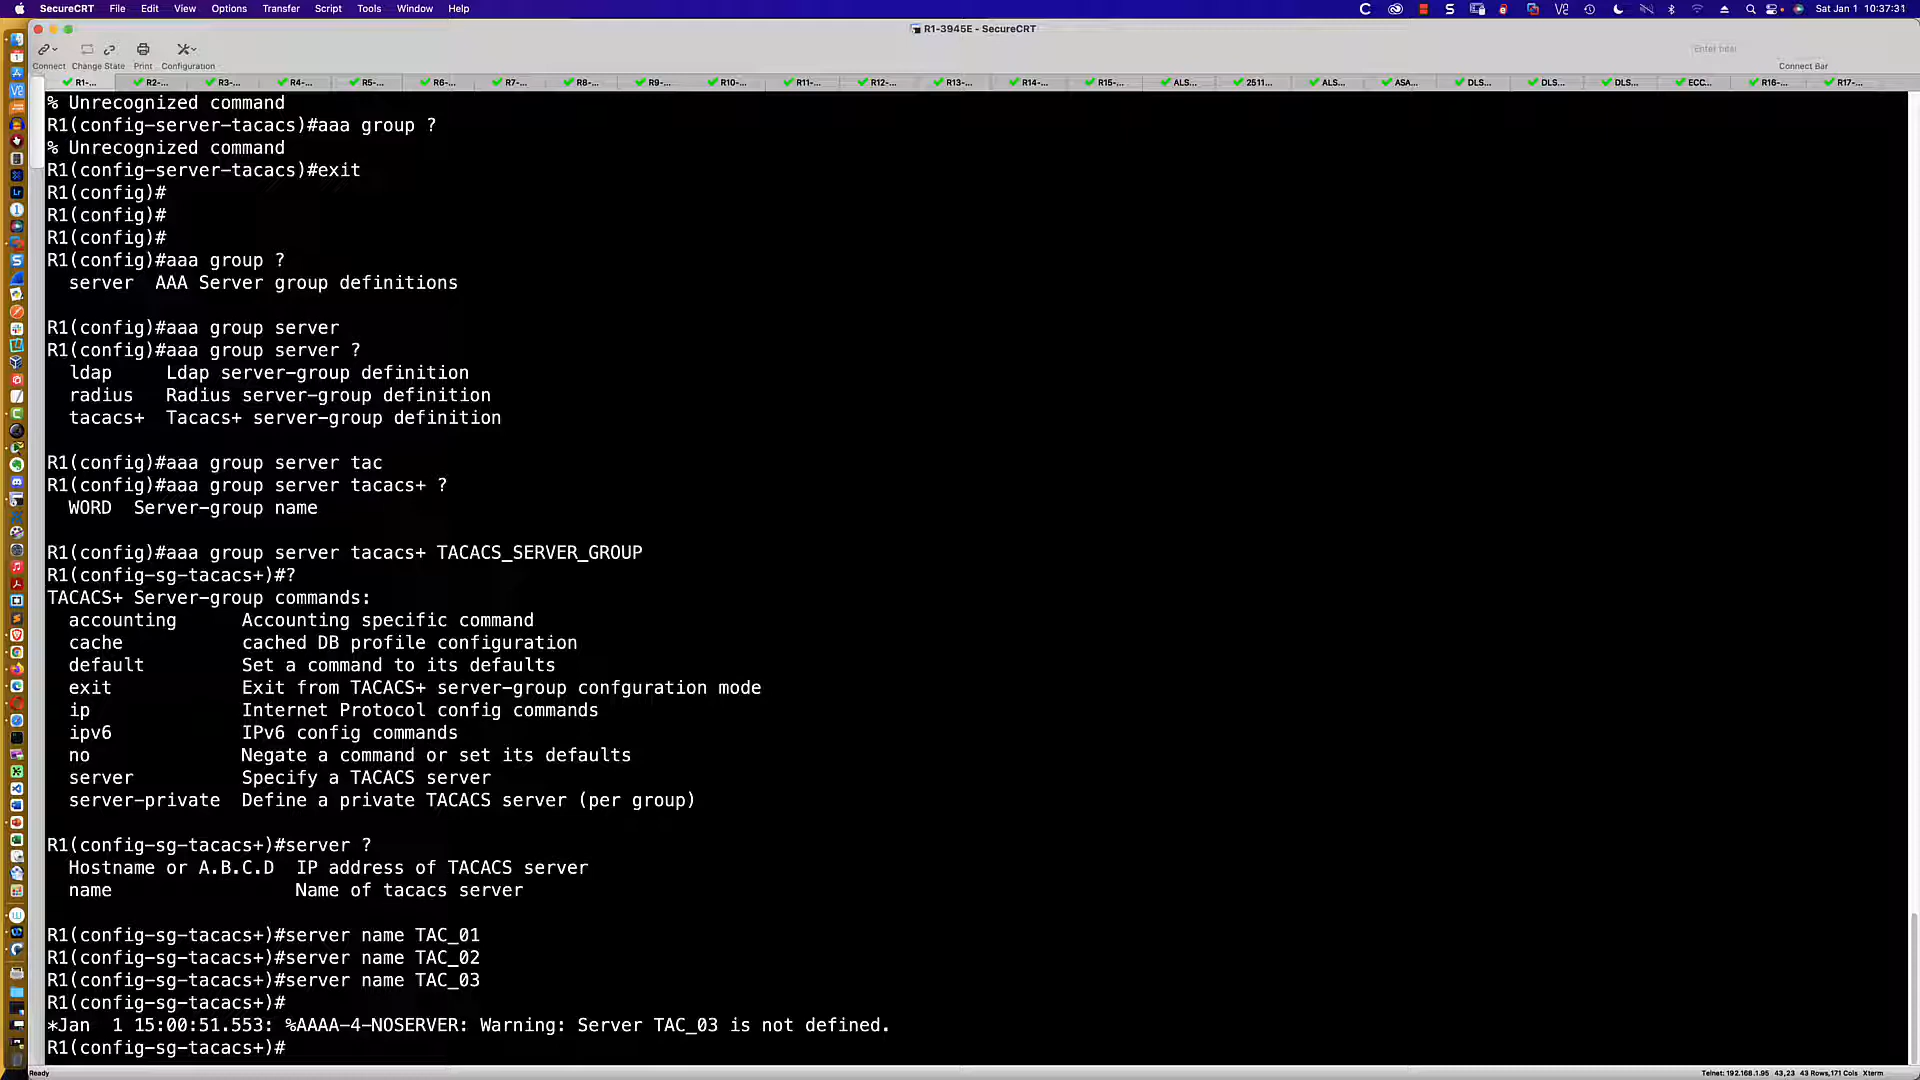 SecureCRT File Edit View Options Transfer Script Tools Window Help Sat Jan 1 10:37:31
R1-3945E - SecureCRT
Connect Change State Print Configuration Connect Bar
R1-... R2-... R3-... R4-... R5-... R6-... R7-... R8-... R9-... R10-... R11-... R12-... R13-... R14-... R15-... ALS... 2511... ALS... ASA... DLS... DLS... DLS... ECC... R16-... R17-...
% Unrecognized command
R1(config-server-tacacs)#aaa group ?
% Unrecognized command
R1(config-server-tacacs)#exit
R1(config)#
R1(config)#
R1(config)#
R1(config)#aaa group ?
  server  AAA Server group definitions
R1(config)#aaa group server
R1(config)#aaa group server ?
  ldap     Ldap server-group definition
  radius   Radius server-group definition
  tacacs+  Tacacs+ server-group definition
R1(config)#aaa group server tac
R1(config)#aaa group server tacacs+ ?
  WORD  Server-group name
R1(config)#aaa group server tacacs+ TACACS_SERVER_GROUP
R1(config-sg-tacacs+)#?
TACACS+ Server-group commands:
  accounting      Accounting specific command
  cache           cached DB profile configuration
  default         Set a command to its defaults
  exit            Exit from TACACS+ server-group confguration mode
  ip              Internet Protocol config commands
  ipv6            IPv6 config commands
  no              Negate a command or set its defaults
  server          Specify a TACACS server
  server-private  Define a private TACACS server (per group)
R1(config-sg-tacacs+)#server ?
  Hostname or A.B.C.D  IP address of TACACS server
  name                 Name of tacacs server
R1(config-sg-tacacs+)#server name TAC_01
R1(config-sg-tacacs+)#server name TAC_02
R1(config-sg-tacacs+)#server name TAC_03
R1(config-sg-tacacs+)#
*Jan  1 15:00:51.553: %AAAA-4-NOSERVER: Warning: Server TAC_03 is not defined.
R1(config-sg-tacacs+)#
Ready Telnet: 192.168.1.95 43,23 43 Rows,171 Cols Xterm